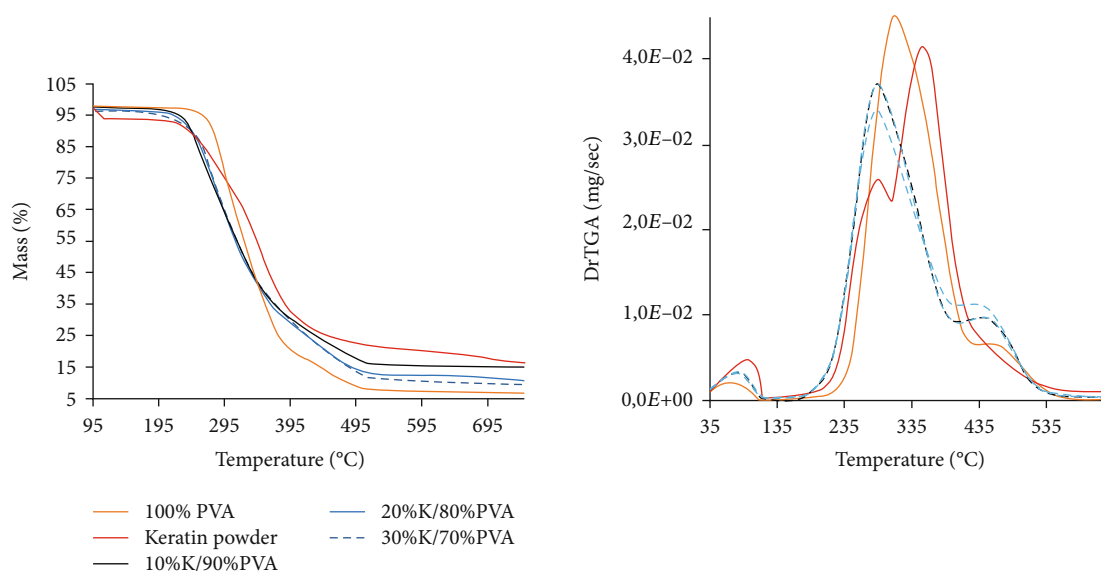 105
95
85
75
65
55
45
35
25
15
5
Mass (%)
95 195 295 395 495 595 695
Temperature (°C)
100% PVA
Keratin powder
10%K/90%PVA
20%K/80%PVA
30%K/70%PVA
4,0E–02
3,0E–02
2,0E–02
1,0E–02
0,0E+00
DrTGA (mg/sec)
35 135 235 335 435 535
Temperature (°C)